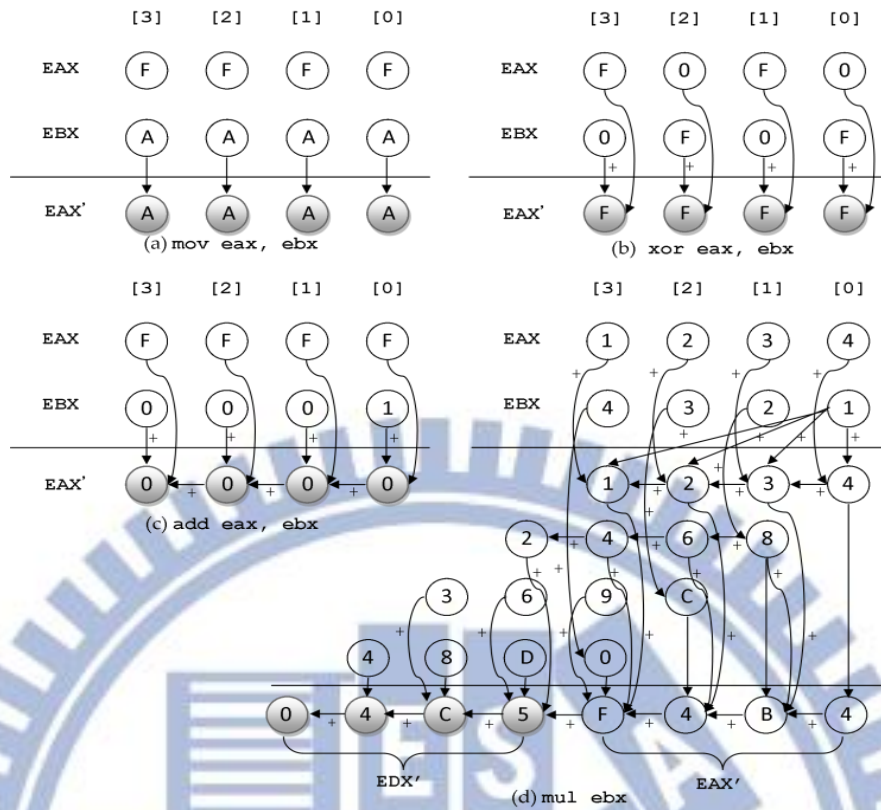 [3] [2] [1] [0]
EAX F F F F
EBX A A A A
EAX' A A A A
(a) mov eax, ebx
[3] [2] [1] [0]
EAX F 0 F 0
EBX 0 F 0 F
+ + + +
EAX' F F F F
(b) xor eax, ebx
[3] [2] [1] [0]
EAX F F F F
EBX 0 0 0 1
+ + + +
EAX' 0 + 0 + 0 + 0
(c) add eax, ebx
[3] [2] [1] [0]
EAX 1 2 3 4
+ + + +
EBX 4 3 2 1
+ + + +
1 + 2 + 3 + 4
+
2 + 4 + 6 + 8
+ + + +
3 6 9 C
+ + + + + +
4 8 D 0
0 + 4 + C + 5 + F + 4 + B + 4
EDX' EAX'
(d) mul ebx
ESA